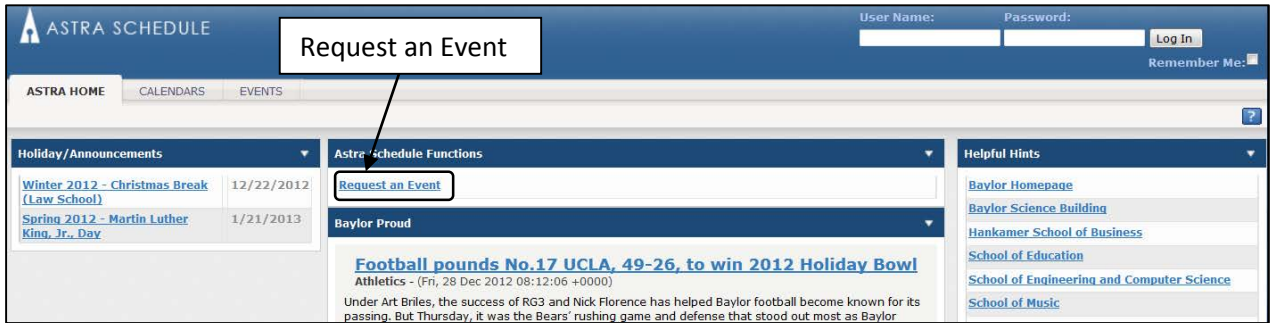 ASTRA SCHEDULE
User Name:
Password:
Log In
Remember Me:
Request an Event
ASTRA HOME
CALENDARS
EVENTS
?
Holiday/Announcements
Winter 2012 - Christmas Break
12/22/2012
(Law School)
Spring 2012 - Martin Luther
1/21/2013
King, Jr., Day
Astra Schedule Functions
Request an Event
Baylor Proud
Football pounds No.17 UCLA, 49-26, to win 2012 Holiday Bowl
Athletics - (Fri, 28 Dec 2012 08:12:06 +0000)
Under Art Briles, the success of RG3 and Nick Florence has helped Baylor football become known for its
passing. But Thursday, it was the Bears' rushing game and defense that stood out most as Baylor
Helpful Hints
Baylor Homepage
Baylor Science Building
Hankamer School of Business
School of Education
School of Engineering and Computer Science
School of Music